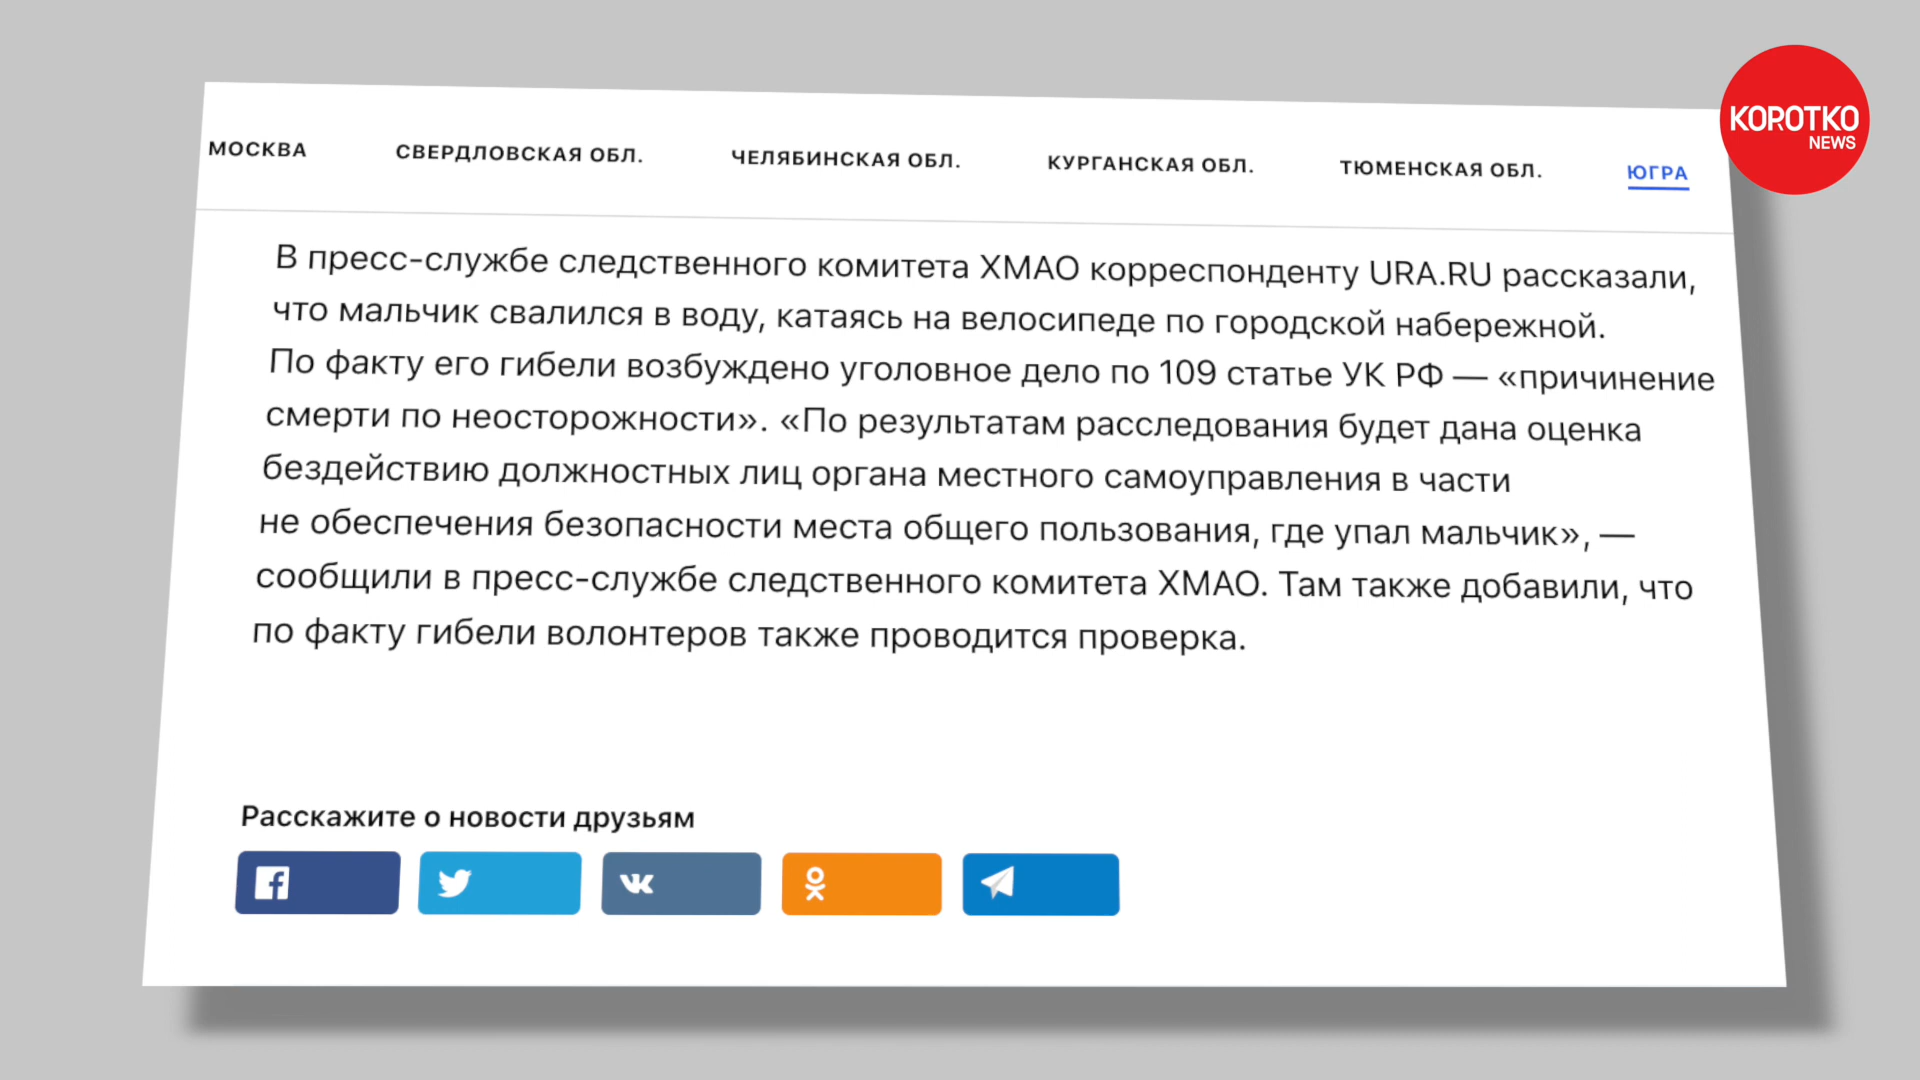 МОСКВА СВЕРДЛОВСКАЯ ОБЛ. ЧЕЛЯБИНСКАЯ ОБЛ. КУРГАНСКАЯ ОБЛ. ТЮМЕНСКАЯ ОБЛ. ЮГРА
KOROTKO
NEWS
В пресс-службе следственного комитета ХМАО корреспонденту URA.RU рассказали,
что мальчик свалился в воду, катаясь на велосипеде по городской набережной.
По факту его гибели возбуждено уголовное дело по 109 статье УК РФ — «причинение
смерти по неосторожности». «По результатам расследования будет дана оценка
бездействию должностных лиц органа местного самоуправления в части
не обеспечения безопасности места общего пользования, где упал мальчик», —
сообщили в пресс-службе следственного комитета ХМАО. Там также добавили, что
по факту гибели волонтеров также проводится проверка.
Расскажите о новости друзьям